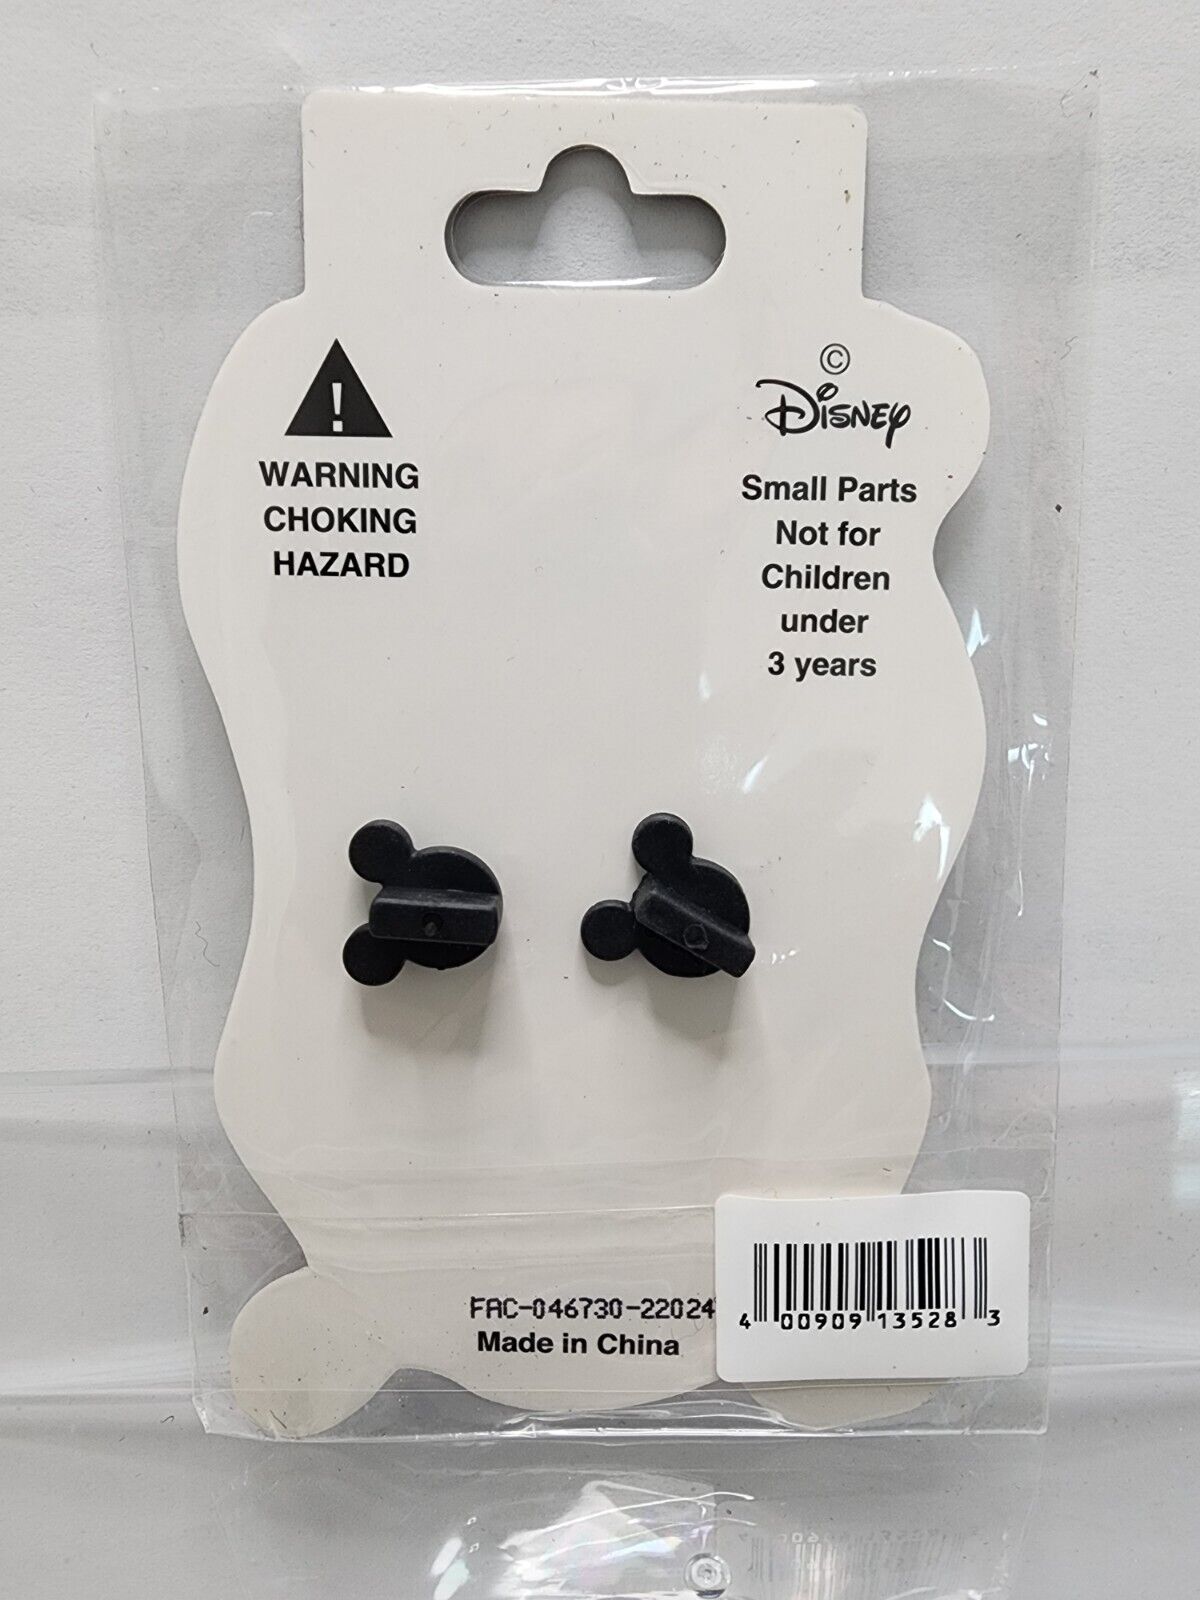 WARNING
CHOKING
HAZARD
©
Disney
Small Parts
Not for
Children
under
3 years
FAC-046730-22024
Made in China
4 00909 13528 3